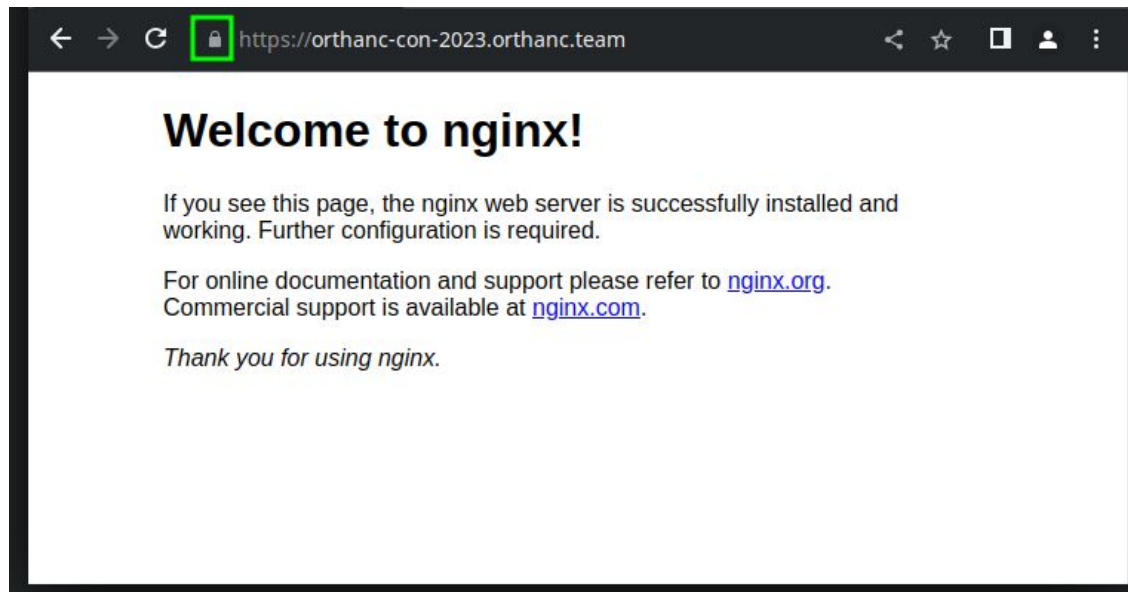 https://orthanc-con-2023.orthanc.team
Welcome to nginx!
If you see this page, the nginx web server is successfully installed and
working. Further configuration is required.
For online documentation and support please refer to nginx.org.
Commercial support is available at nginx.com.
Thank you for using nginx.